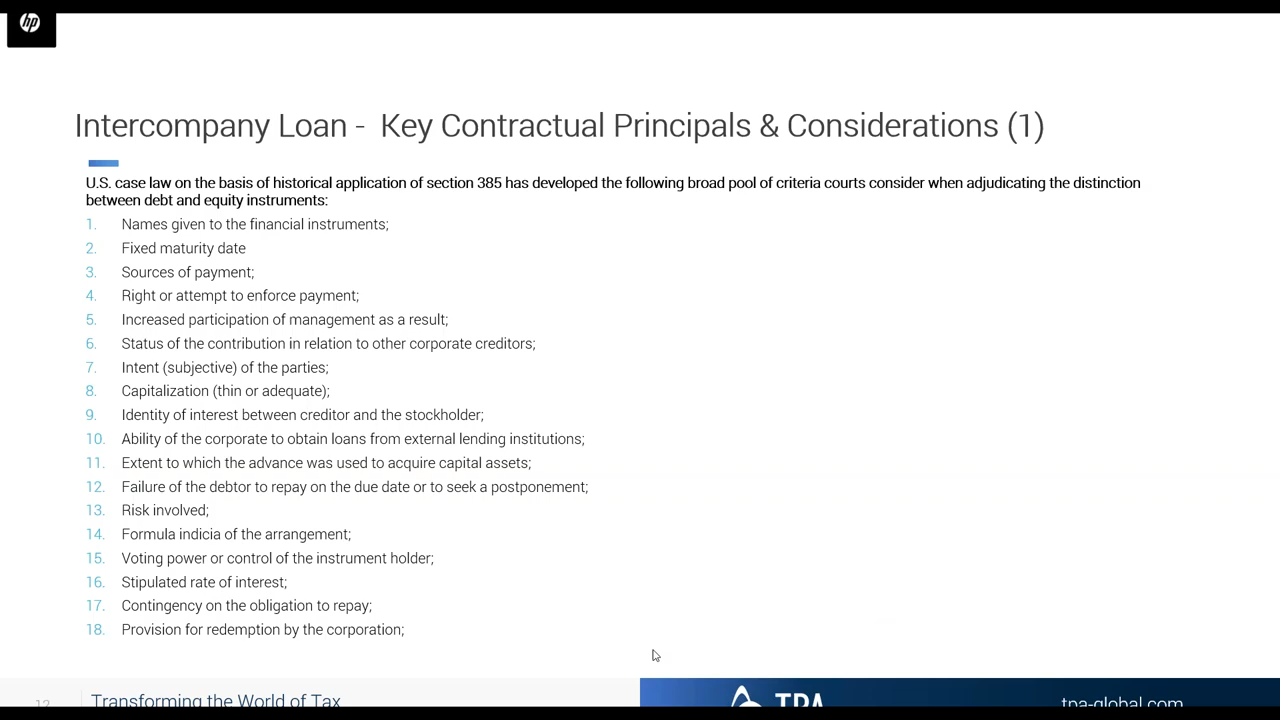 hp
Intercompany Loan - Key Contractual Principals & Considerations (1)
U.S. case law on the basis of historical application of section 385 has developed the following broad pool of criteria courts consider when adjudicating the distinction
between debt and equity instruments:
1. Names given to the financial instruments;
2. Fixed maturity date
3. Sources of payment;
4. Right or attempt to enforce payment;
5. Increased participation of management as a result;
6. Status of the contribution in relation to other corporate creditors;
7. Intent (subjective) of the parties;
8. Capitalization (thin or adequate);
9. Identity of interest between creditor and the stockholder;
10. Ability of the corporate to obtain loans from external lending institutions;
11. Extent to which the advance was used to acquire capital assets;
12. Failure of the debtor to repay on the due date or to seek a postponement;
13. Risk involved;
14. Formula indicia of the arrangement;
15. Voting power or control of the instrument holder;
16. Stipulated rate of interest;
17. Contingency on the obligation to repay;
18. Provision for redemption by the corporation;
12 Transforming the World of Tax TPA tpa-global.com